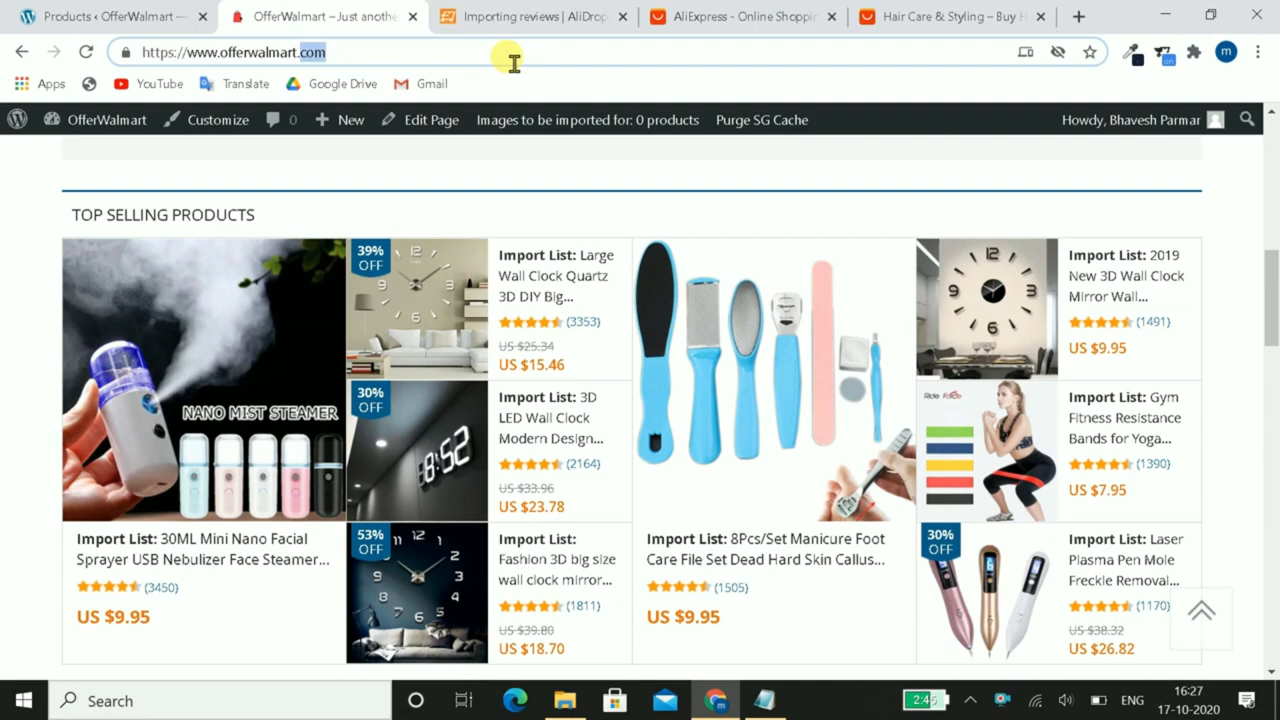 Products ‹ OfferWalmart —
OfferWalmart – Just anothe
Importing reviews | AliDrop
AliExpress - Online Shoppin
Hair Care & Styling – Buy H
https://www.offerwalmart.com
m
Apps
YouTube
Translate
Google Drive
Gmail
OfferWalmart
Customize
0
New
Edit Page
Images to be imported for: 0 products
Purge SG Cache
Howdy, Bhavesh Parmar
TOP SELLING PRODUCTS
NANO MIST STEAMER
Import List: 30ML Mini Nano Facial
Sprayer USB Nebulizer Face Steamer...
(3450)
US $9.95
39%
OFF
Import List: Large
Wall Clock Quartz
3D DIY Big...
(3353)
US $25.34
US $15.46
30%
OFF
8:52
Import List: 3D
LED Wall Clock
Modern Design...
(2164)
US $33.96
US $23.78
53%
OFF
Import List:
Fashion 3D big size
wall clock mirror...
(1811)
US $39.80
US $18.70
Import List: 8Pcs/Set Manicure Foot
Care File Set Dead Hard Skin Callus...
(1505)
US $9.95
Import List: 2019
New 3D Wall Clock
Mirror Wall...
(1491)
US $9.95
Ride Force
Import List: Gym
Fitness Resistance
Bands for Yoga...
(1390)
US $7.95
30%
OFF
Import List: Laser
Plasma Pen Mole
Freckle Removal...
(1170)
US $38.32
US $26.82
Search
2:45
ENG
16:27
17-10-2020